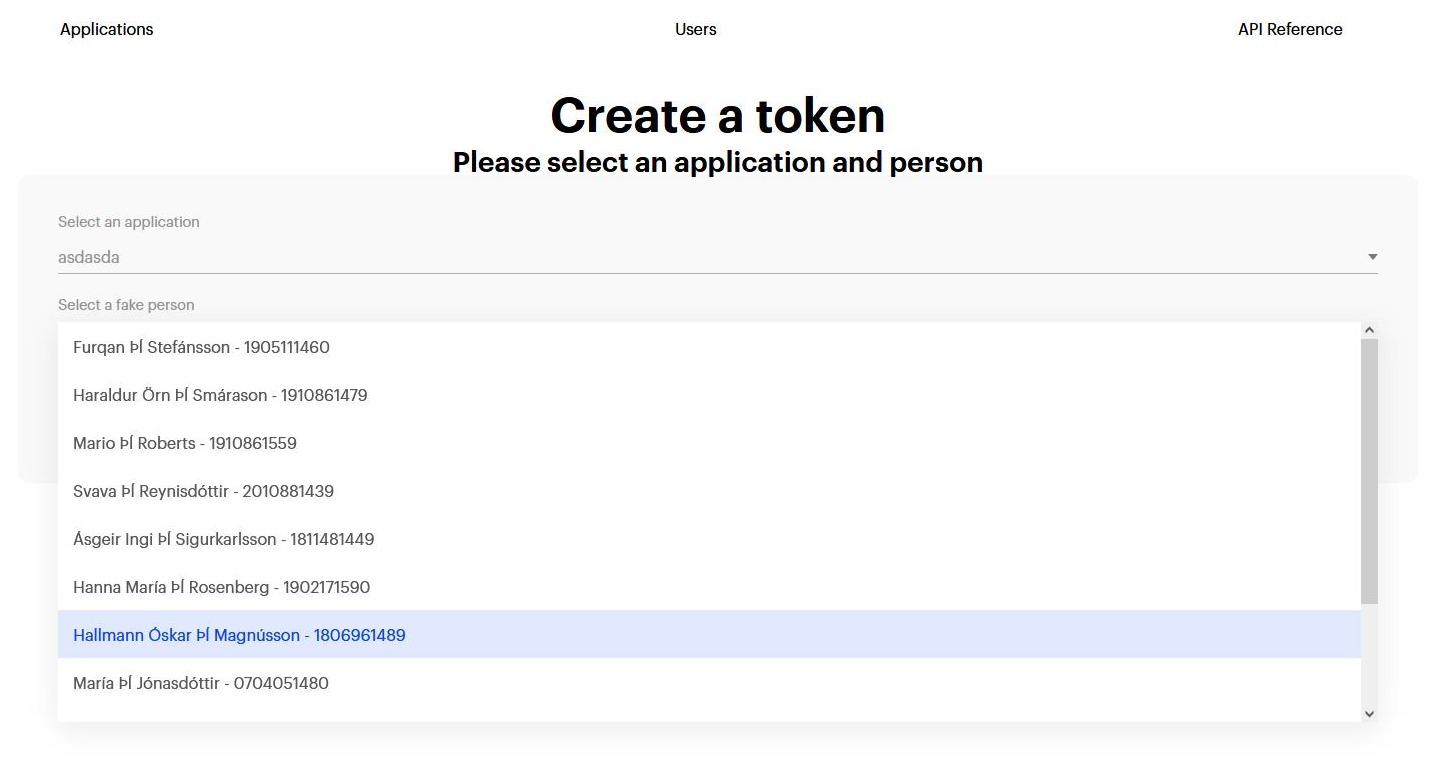 Applications
Users
API Reference
Create a token
Please select an application and person
Select an application
asdasda
Select a fake person
Furqan ÞÍ Stefánsson - 1905111460
Haraldur Örn ÞÍ Smárason - 1910861479
Mario ÞÍ Roberts - 1910861559
Svava ÞÍ Reynisdóttir - 2010881439
Ásgeir Ingi ÞÍ Sigurkarlsson - 1811481449
Hanna María ÞÍ Rosenberg - 1902171590
Hallmann Óskar ÞÍ Magnússon - 1806961489
María ÞÍ Jónasdóttir - 0704051480